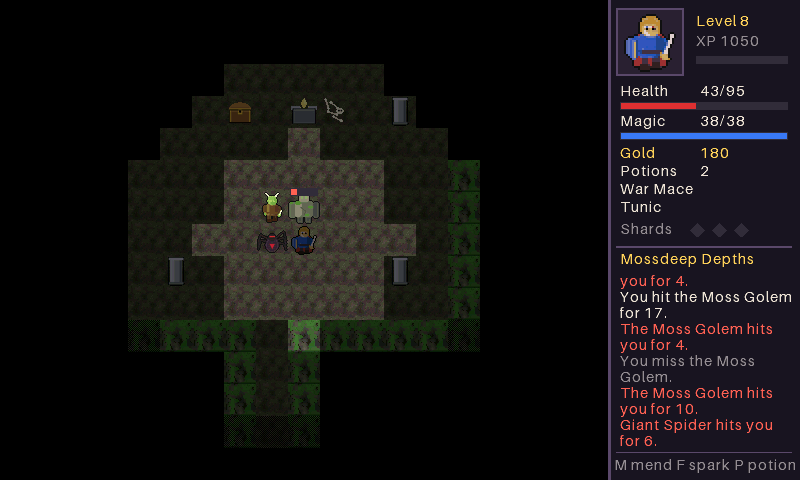 Level 8
XP 1050
Health 43/95
Magic 38/38
Gold 180
Potions 2
War Mace
Tunic
Shards
Mossdeep Depths
you for 4.
You hit the Moss Golem
for 17.
The Moss Golem hits
you for 4.
You miss the Moss
Golem.
The Moss Golem hits
you for 10.
Giant Spider hits you
for 6.
M mend F spark P potion